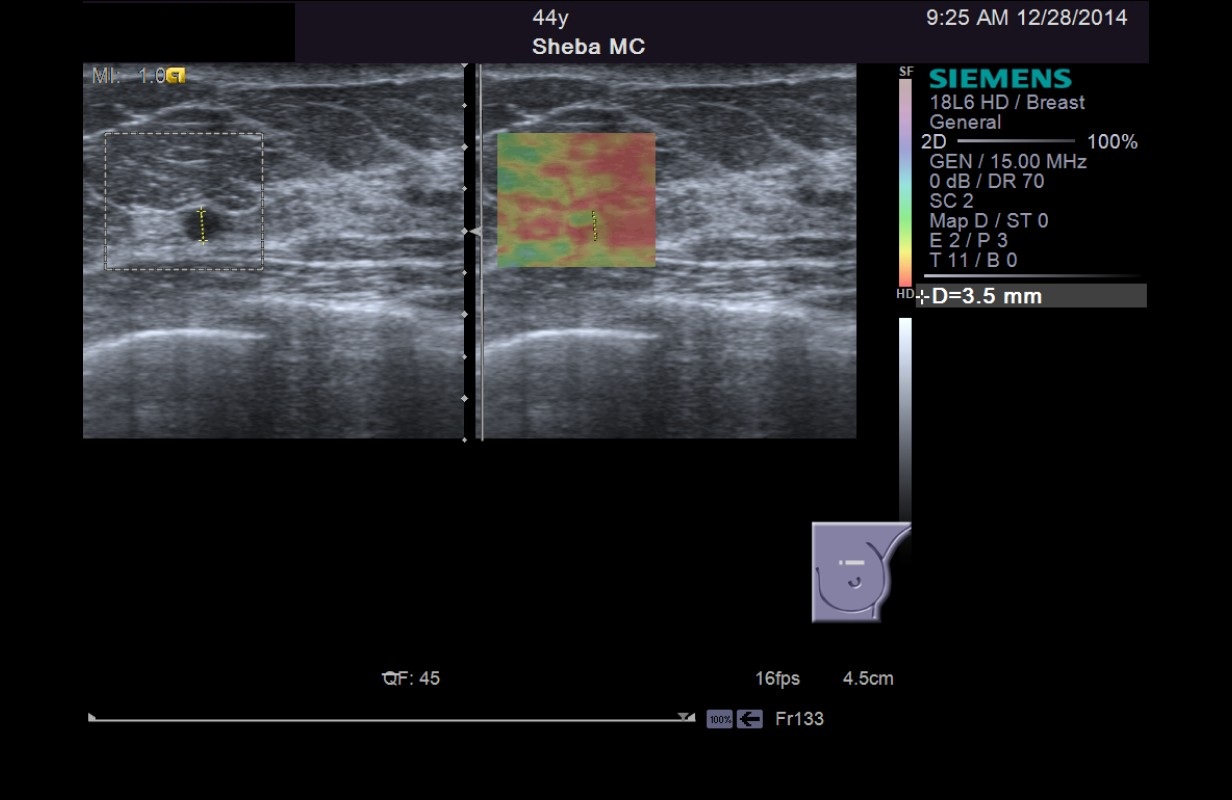 44y
9:25 AM 12/28/2014
Sheba MC
MI: 1.0
SF
SIEMENS
18L6 HD / Breast
General
2D 100%
GEN / 15.00 MHz
0 dB / DR 70
SC 2
Map D / ST 0
E 2 / P 3
T 11 / B 0
HD
D=3.5 mm
QF: 45
16fps
4.5cm
100%
Fr133